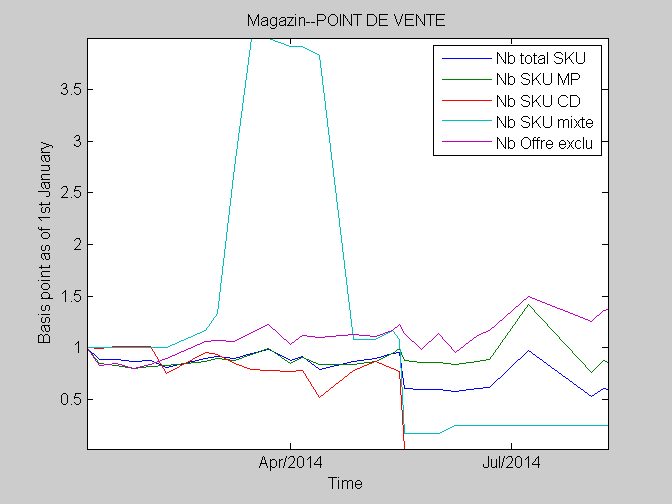 Magazin--POINT DE VENTE
Nb total SKU
Nb SKU MP
Nb SKU CD
Nb SKU mixte
Nb Offre exclu
3.5
3
2.5
2
1.5
1
0.5
Basis point as of 1st January
Apr/2014
Jul/2014
Time